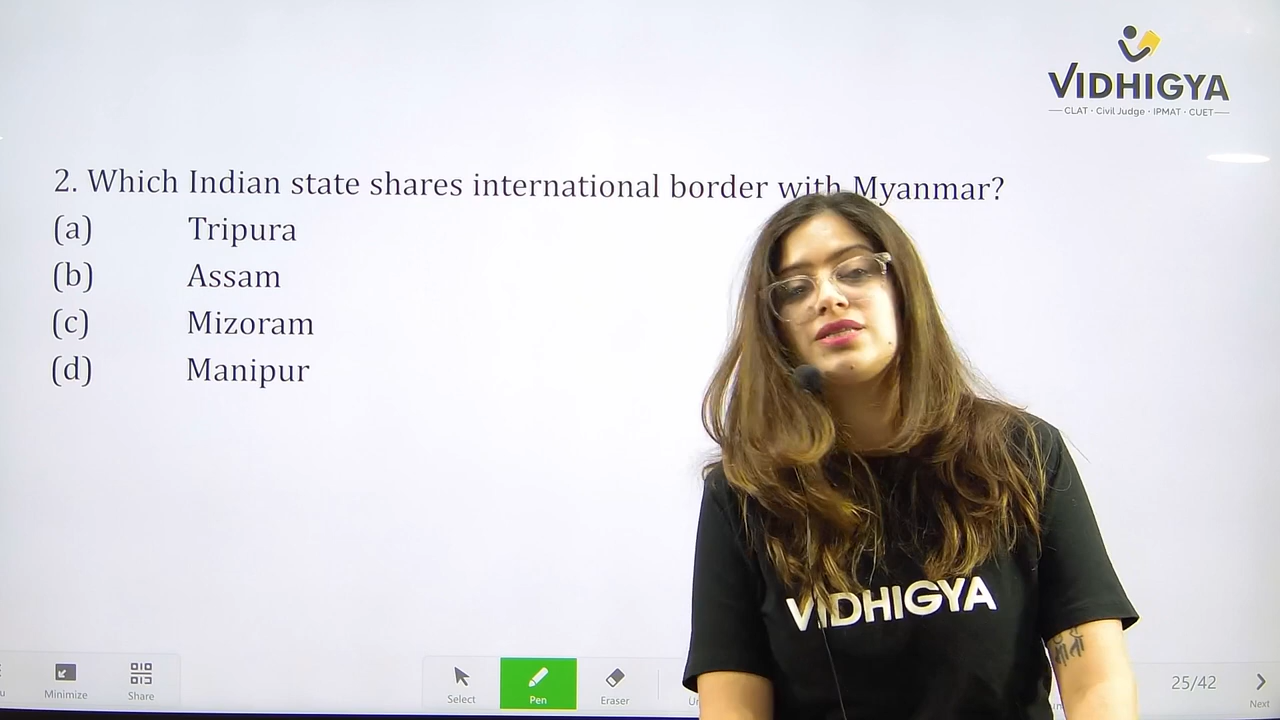 VIDHIGYA
CLAT · Civil Judge · IPMAT · CUET
2. Which Indian state shares international border with Myanmar?
(a) Tripura
(b) Assam
(c) Mizoram
(d) Manipur
VIDHIGYA
Minimize
Share
Select
Pen
Eraser
25/42
Next